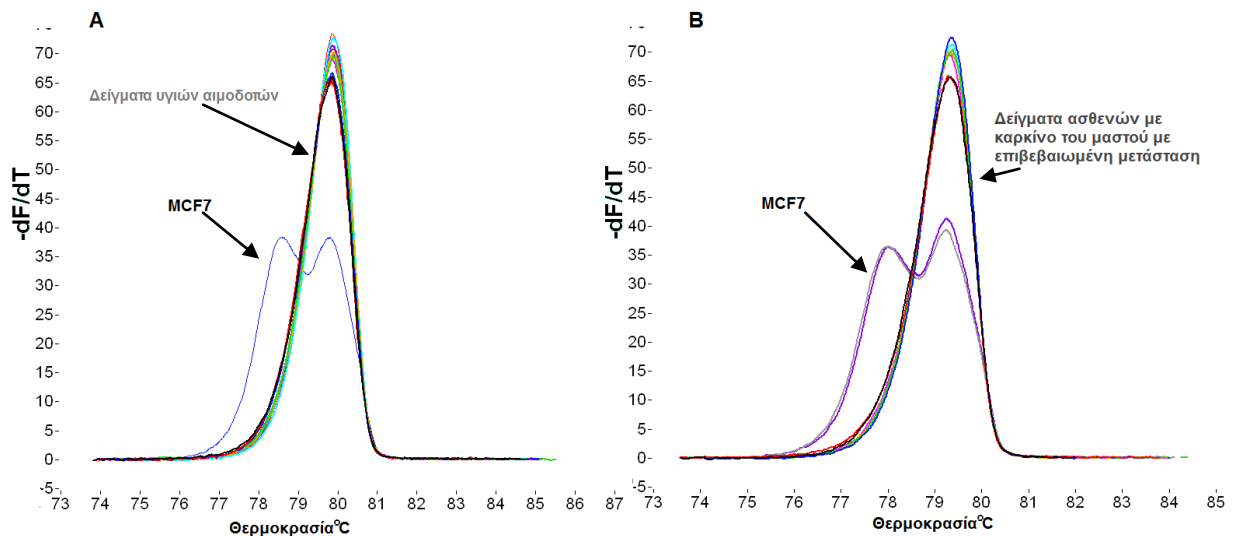 A
70-
65-
60-
55-
50-
45-
40-
35-
30-
25-
20-
15-
10-
5-
0-
-5-
-dF/dT
Δείγματα υγιών αιμοδοτών
MCF7
73 74 75 76 77 78 79 80 81 82 83 84 85 86 87
Θερμοκρασία°C
B
70-
65-
60-
55-
50-
45-
40-
35-
30-
25-
20-
15-
10-
5-
0-
-5-
-dF/dT
Δείγματα ασθενών με
καρκίνο του μαστού με
επιβεβαιωμένη μετάσταση
MCF7
73 74 75 76 77 78 79 80 81 82 83 84 85
Θερμοκρασία°C